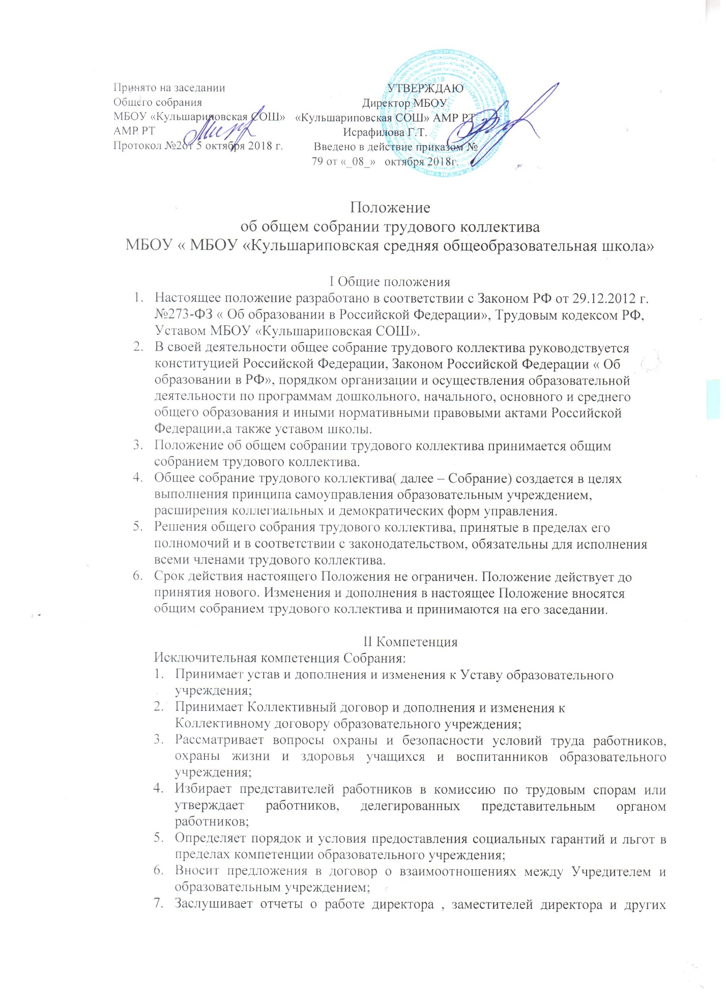 Принято на заседании УТВЕРЖДАЮ
Общего собрания Директор МБОУ
МБОУ «Кульшариповская СОШ» «Кульшариповская СОШ» АМР РТ
АМР РТ Исрафилова Г.Т.
Протокол №2от 5 октября 2018 г. Введено в действие приказом №
79 от «_08_» октября 2018г.
Положение
об общем собрании трудового коллектива
МБОУ « МБОУ «Кульшариповская средняя общеобразовательная школа»
I Общие положения
1. Настоящее положение разработано в соответствии с Законом РФ от 29.12.2012 г.
№273-ФЗ « Об образовании в Российской Федерации», Трудовым кодексом РФ,
Уставом МБОУ «Кульшариповская СОШ».
2. В своей деятельности общее собрание трудового коллектива руководствуется
конституцией Российской Федерации, Законом Российской Федерации « Об
образовании в РФ», порядком организации и осуществления образовательной
деятельности по программам дошкольного, начального, основного и среднего
общего образования и иными нормативными правовыми актами Российской
Федерации,а также уставом школы.
3. Положение об общем собрании трудового коллектива принимается общим
собранием трудового коллектива.
4. Общее собрание трудового коллектива( далее – Собрание) создается в целях
выполнения принципа самоуправления образовательным учреждением,
расширения коллегиальных и демократических форм управления.
5. Решения общего собрания трудового коллектива, принятые в пределах его
полномочий и в соответствии с законодательством, обязательны для исполнения
всеми членами трудового коллектива.
6. Срок действия настоящего Положения не ограничен. Положение действует до
принятия нового. Изменения и дополнения в настоящее Положение вносятся
общим собранием трудового коллектива и принимаются на его заседании.
II Компетенция
Исключительная компетенция Собрания:
1. Принимает устав и дополнения и изменения к Уставу образовательного
учреждения;
2. Принимает Коллективный договор и дополнения и изменения к
Коллективному договору образовательного учреждения;
3. Рассматривает вопросы охраны и безопасности условий труда работников,
охраны жизни и здоровья учащихся и воспитанников образовательного
учреждения;
4. Избирает представителей работников в комиссию по трудовым спорам или
утверждает работников, делегированных представительным органом
работников;
5. Определяет порядок и условия предоставления социальных гарантий и льгот в
пределах компетенции образовательного учреждения;
6. Вносит предложения в договор о взаимоотношениях между Учредителем и
образовательным учреждением;
7. Заслушивает отчеты о работе директора , заместителей директора и других